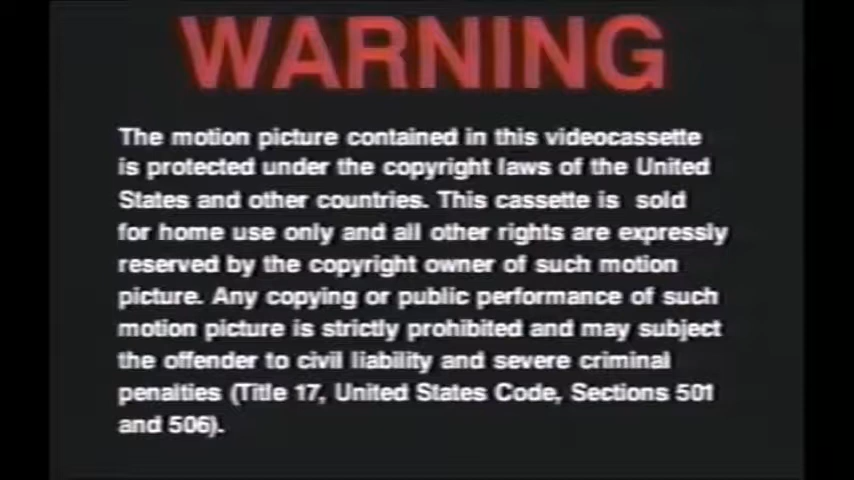 WARNING
The motion picture contained in this videocassette
is protected under the copyright laws of the United
States and other countries. This cassette is sold
for home use only and all other rights are expressly
reserved by the copyright owner of such motion
picture. Any copying or public performance of such
motion picture is strictly prohibited and may subject
the offender to civil liability and severe criminal
penalties (Title 17, United States Code, Sections 501
and 506).